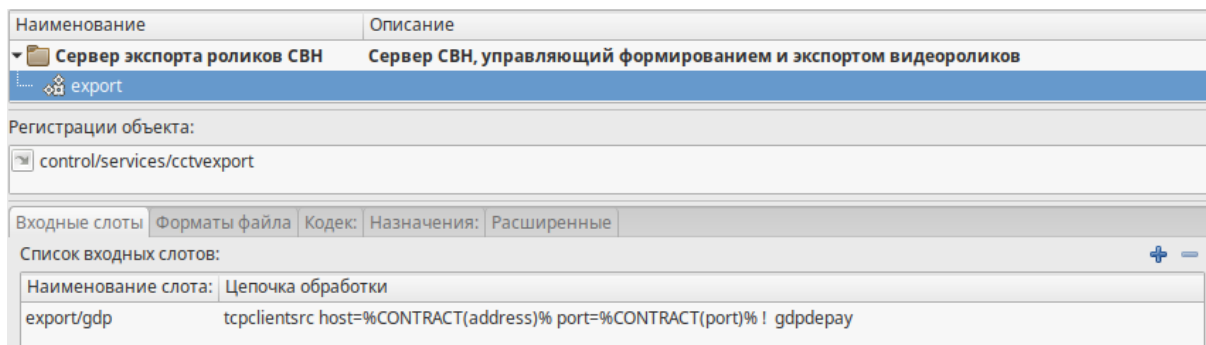 Наименование Описание
Сервер экспорта роликов СВН Сервер СВН, управляющий формированием и экспортом видеороликов
export
Регистрации объекта:
control/services/cctvexport
Входные слоты Форматы файла Кодек: Назначения: Расширенные
Список входных слотов:
Наименование слота: Цепочка обработки
export/gdp tcpclientsrc host=%CONTRACT(address)% port=%CONTRACT(port)% ! gdpdepay